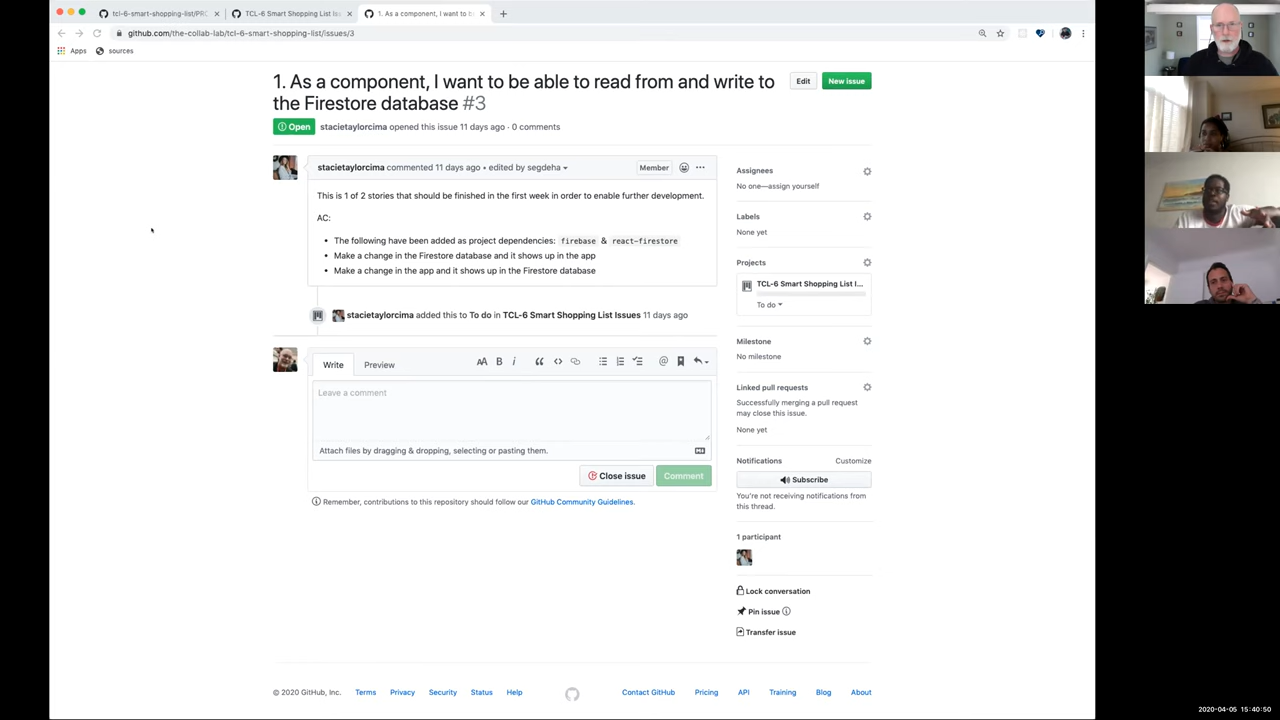 tcl-6-smart-shopping-list/PRO
TCL-6 Smart Shopping List Iss
1. As a component, I want to b
github.com/the-collab-lab/tcl-6-smart-shopping-list/issues/3
Apps
sources
1. As a component, I want to be able to read from and write to
the Firestore database #3
Edit
New issue
Open
stacietaylorcima opened this issue 11 days ago · 0 comments
stacietaylorcima commented 11 days ago • edited by segdeha
Member
This is 1 of 2 stories that should be finished in the first week in order to enable further development.
AC:
• The following have been added as project dependencies: firebase & react-firestore
• Make a change in the Firestore database and it shows up in the app
• Make a change in the app and it shows up in the Firestore database
stacietaylorcima added this to To do in TCL-6 Smart Shopping List Issues 11 days ago
Write
Preview
AA B i
Leave a comment
Attach files by dragging & dropping, selecting or pasting them.
Close issue
Comment
Remember, contributions to this repository should follow our GitHub Community Guidelines.
Assignees
No one—assign yourself
Labels
None yet
Projects
TCL-6 Smart Shopping List I...
To do
Milestone
No milestone
Linked pull requests
Successfully merging a pull request
may close this issue.
None yet
Notifications
Customize
Subscribe
You're not receiving notifications from
this thread.
1 participant
Lock conversation
Pin issue
Transfer issue
© 2020 GitHub, Inc.
Terms
Privacy
Security
Status
Help
Contact GitHub
Pricing
API
Training
Blog
About
2020-04-05 15:40:50